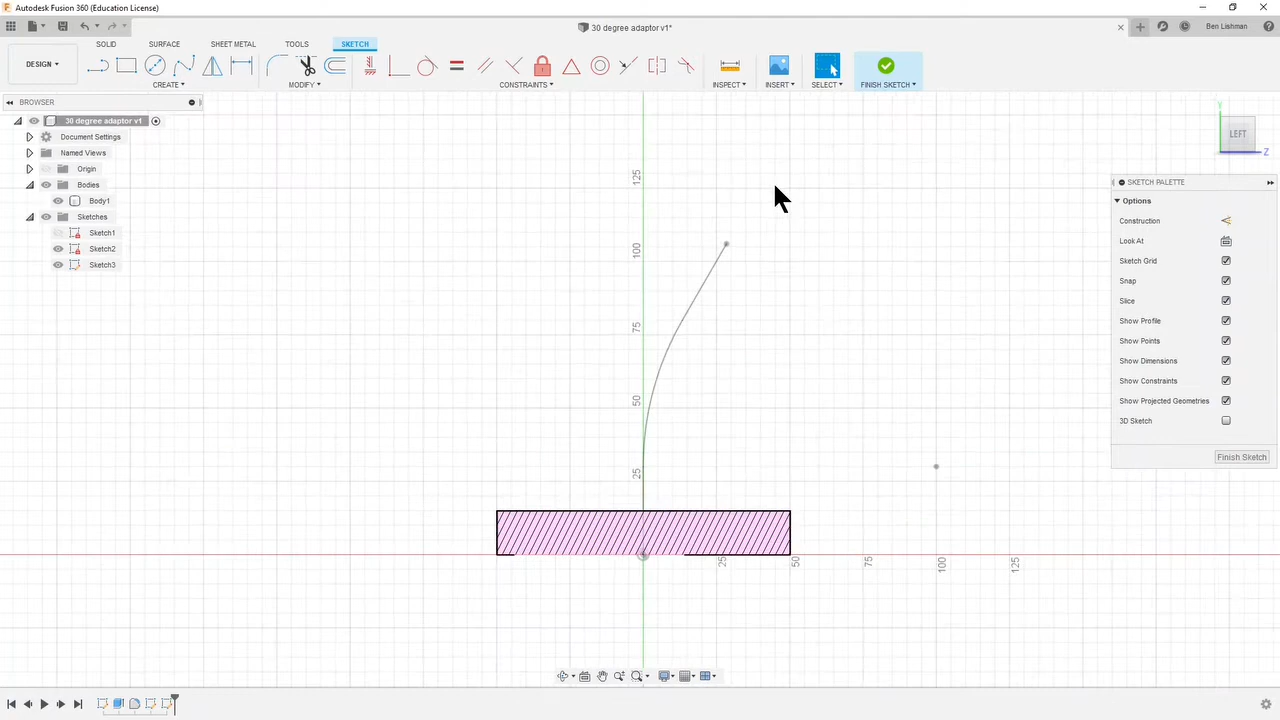 Autodesk Fusion 360 (Education License)
30 degree adaptor v1*
Ben Lishman
SOLID SURFACE SHEET METAL TOOLS SKETCH
DESIGN
CREATE MODIFY CONSTRAINTS INSPECT INSERT SELECT FINISH SKETCH
BROWSER
30 degree adaptor v1
Document Settings
Named Views
Origin
Bodies
Body1
Sketches
Sketch1
Sketch2
Sketch3
Y
LEFT
Z
SKETCH PALETTE
Options
Construction
Look At
Sketch Grid
Snap
Slice
Show Profile
Show Points
Show Dimensions
Show Constraints
Show Projected Geometries
3D Sketch
Finish Sketch
125
100
75
50
25
25 50 75 100 125